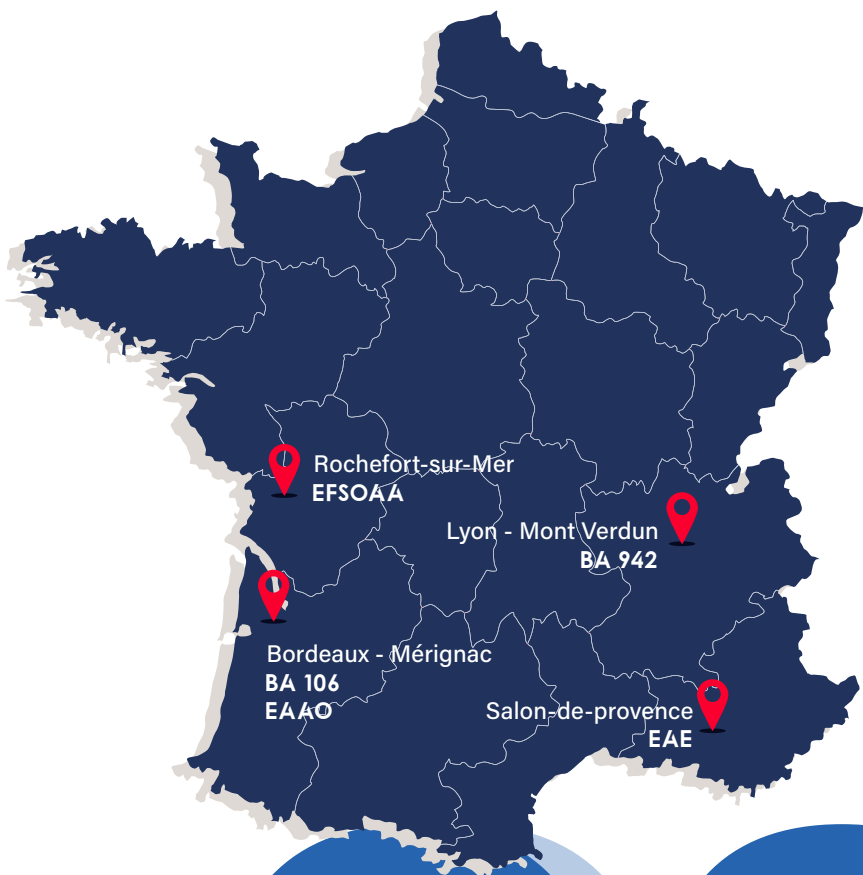 Rochefort-sur-Mer
EFSOAA
Lyon - Mont Verdun
BA 942
Bordeaux - Mérignac
BA 106
EAAO
Salon-de-provence
EAE